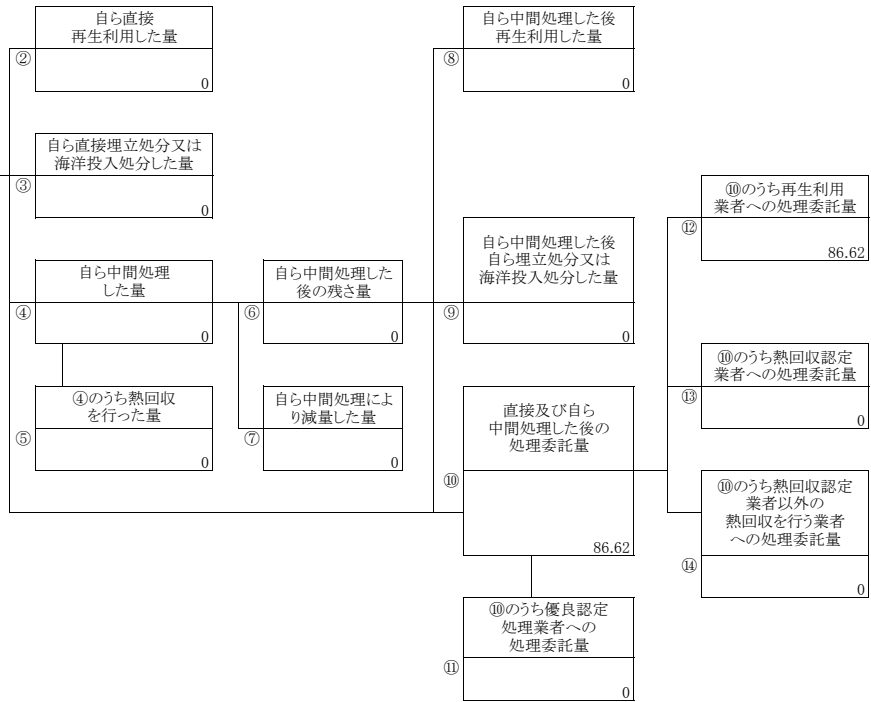 自ら直接
再生利用した量
②
0
自ら直接埋立処分又は
海洋投入処分した量
③
0
自ら中間処理
した量
④
0
④のうち熱回収
を行った量
⑤
0
自ら中間処理した
後の残さ量
⑥
0
自ら中間処理によ
り減量した量
⑦
0
自ら中間処理した後
再生利用した量
⑧
0
自ら中間処理した後
自ら埋立処分又は
海洋投入処分した量
⑨
0
直接及び自ら
中間処理した後の
処理委託量
⑩
86.62
⑩のうち優良認定
処理業者への
処理委託量
⑪
0
⑩のうち再生利用
業者への処理委託量
⑫
86.62
⑩のうち熱回収認定
業者への処理委託量
⑬
0
⑩のうち熱回収認定
業者以外の
熱回収を行う業者
への処理委託量
⑭
0